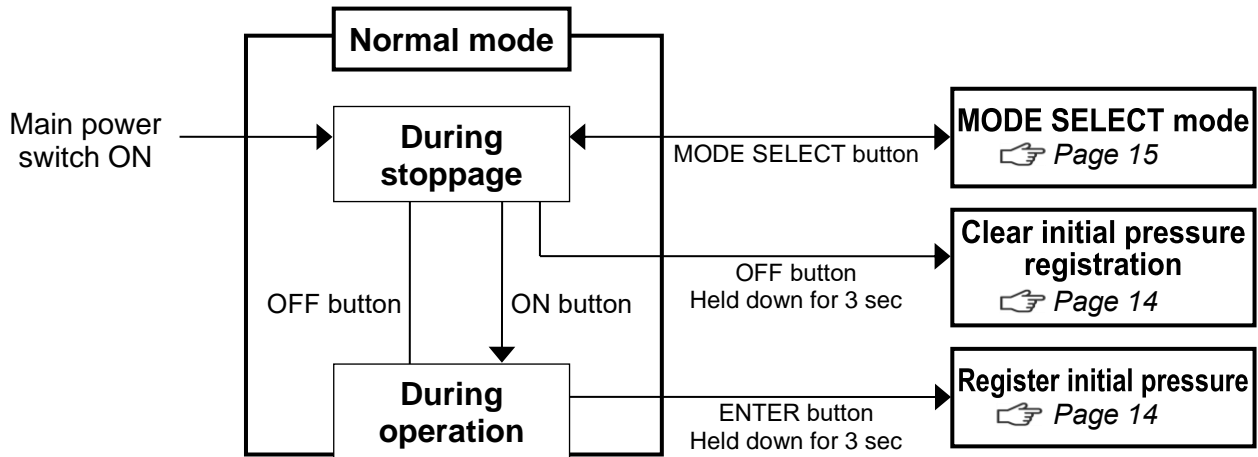 Normal mode
Main power
switch ON
During
stoppage
MODE SELECT button
MODE SELECT mode
Page 15
OFF button
Held down for 3 sec
Clear initial pressure
registration
Page 14
OFF button
ON button
During
operation
ENTER button
Held down for 3 sec
Register initial pressure
Page 14